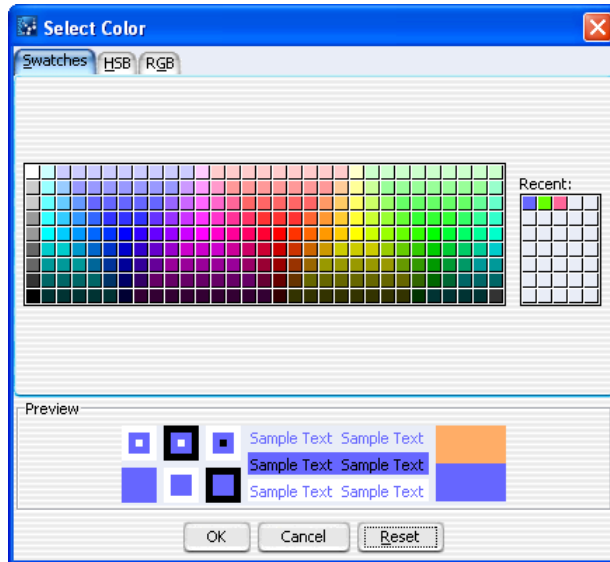 Select Color
Swatches HSB RGB
Recent:
Preview
Sample Text Sample Text
Sample Text Sample Text
Sample Text Sample Text
OK Cancel Reset